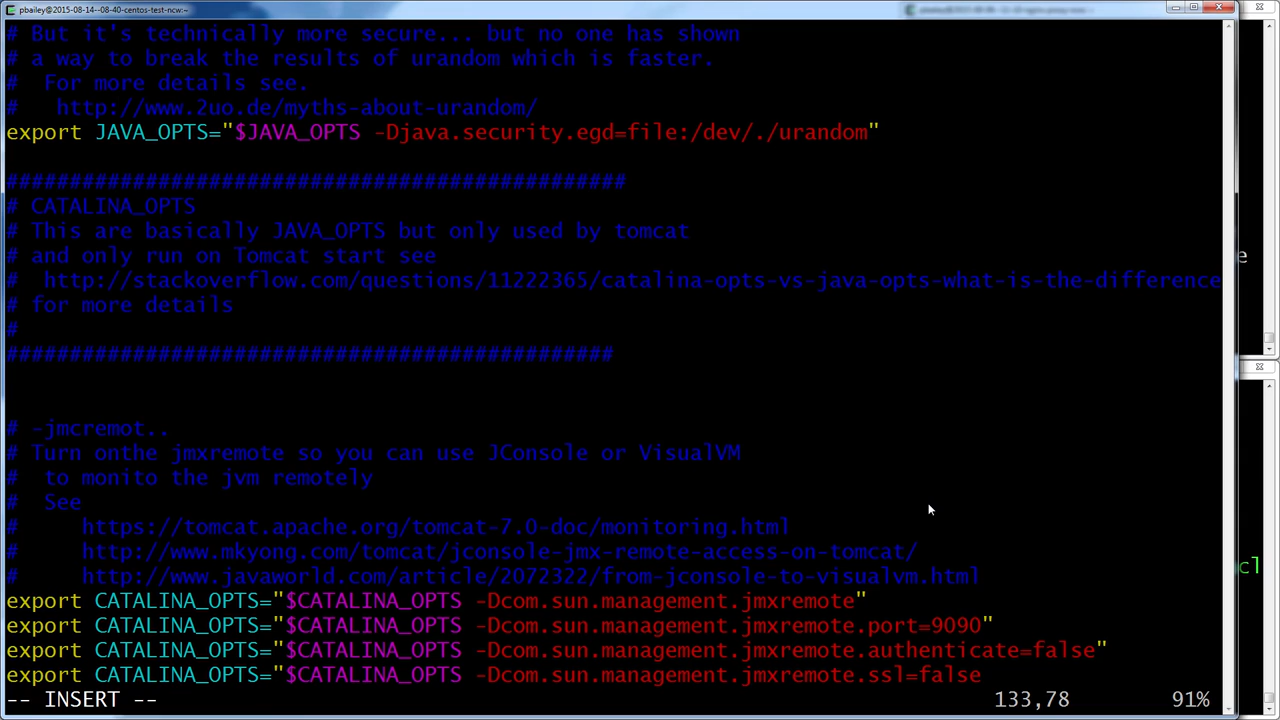 pbailey@2015-08-14--08-40-centos-test-ncw:~
# But it's technically more secure... but no one has shown
# a way to break the results of urandom which is faster.
#  For more details see.
#   http://www.2uo.de/myths-about-urandom/
export JAVA_OPTS="$JAVA_OPTS -Djava.security.egd=file:/dev/./urandom"
#################################################
# CATALINA_OPTS
# This are basically JAVA_OPTS but only used by tomcat
# and only run on Tomcat start see
#  http://stackoverflow.com/questions/11222365/catalina-opts-vs-java-opts-what-is-the-difference
# for more details
#
################################################
# -jmcremot..
# Turn onthe jmxremote so you can use JConsole or VisualVM
#  to monito the jvm remotely
#  See
#     https://tomcat.apache.org/tomcat-7.0-doc/monitoring.html
#     http://www.mkyong.com/tomcat/jconsole-jmx-remote-access-on-tomcat/
#     http://www.javaworld.com/article/2072322/from-jconsole-to-visualvm.html
export CATALINA_OPTS="$CATALINA_OPTS -Dcom.sun.management.jmxremote"
export CATALINA_OPTS="$CATALINA_OPTS -Dcom.sun.management.jmxremote.port=9090"
export CATALINA_OPTS="$CATALINA_OPTS -Dcom.sun.management.jmxremote.authenticate=false"
export CATALINA_OPTS="$CATALINA_OPTS -Dcom.sun.management.jmxremote.ssl=false
-- INSERT -- 133,78 91%
e
cl